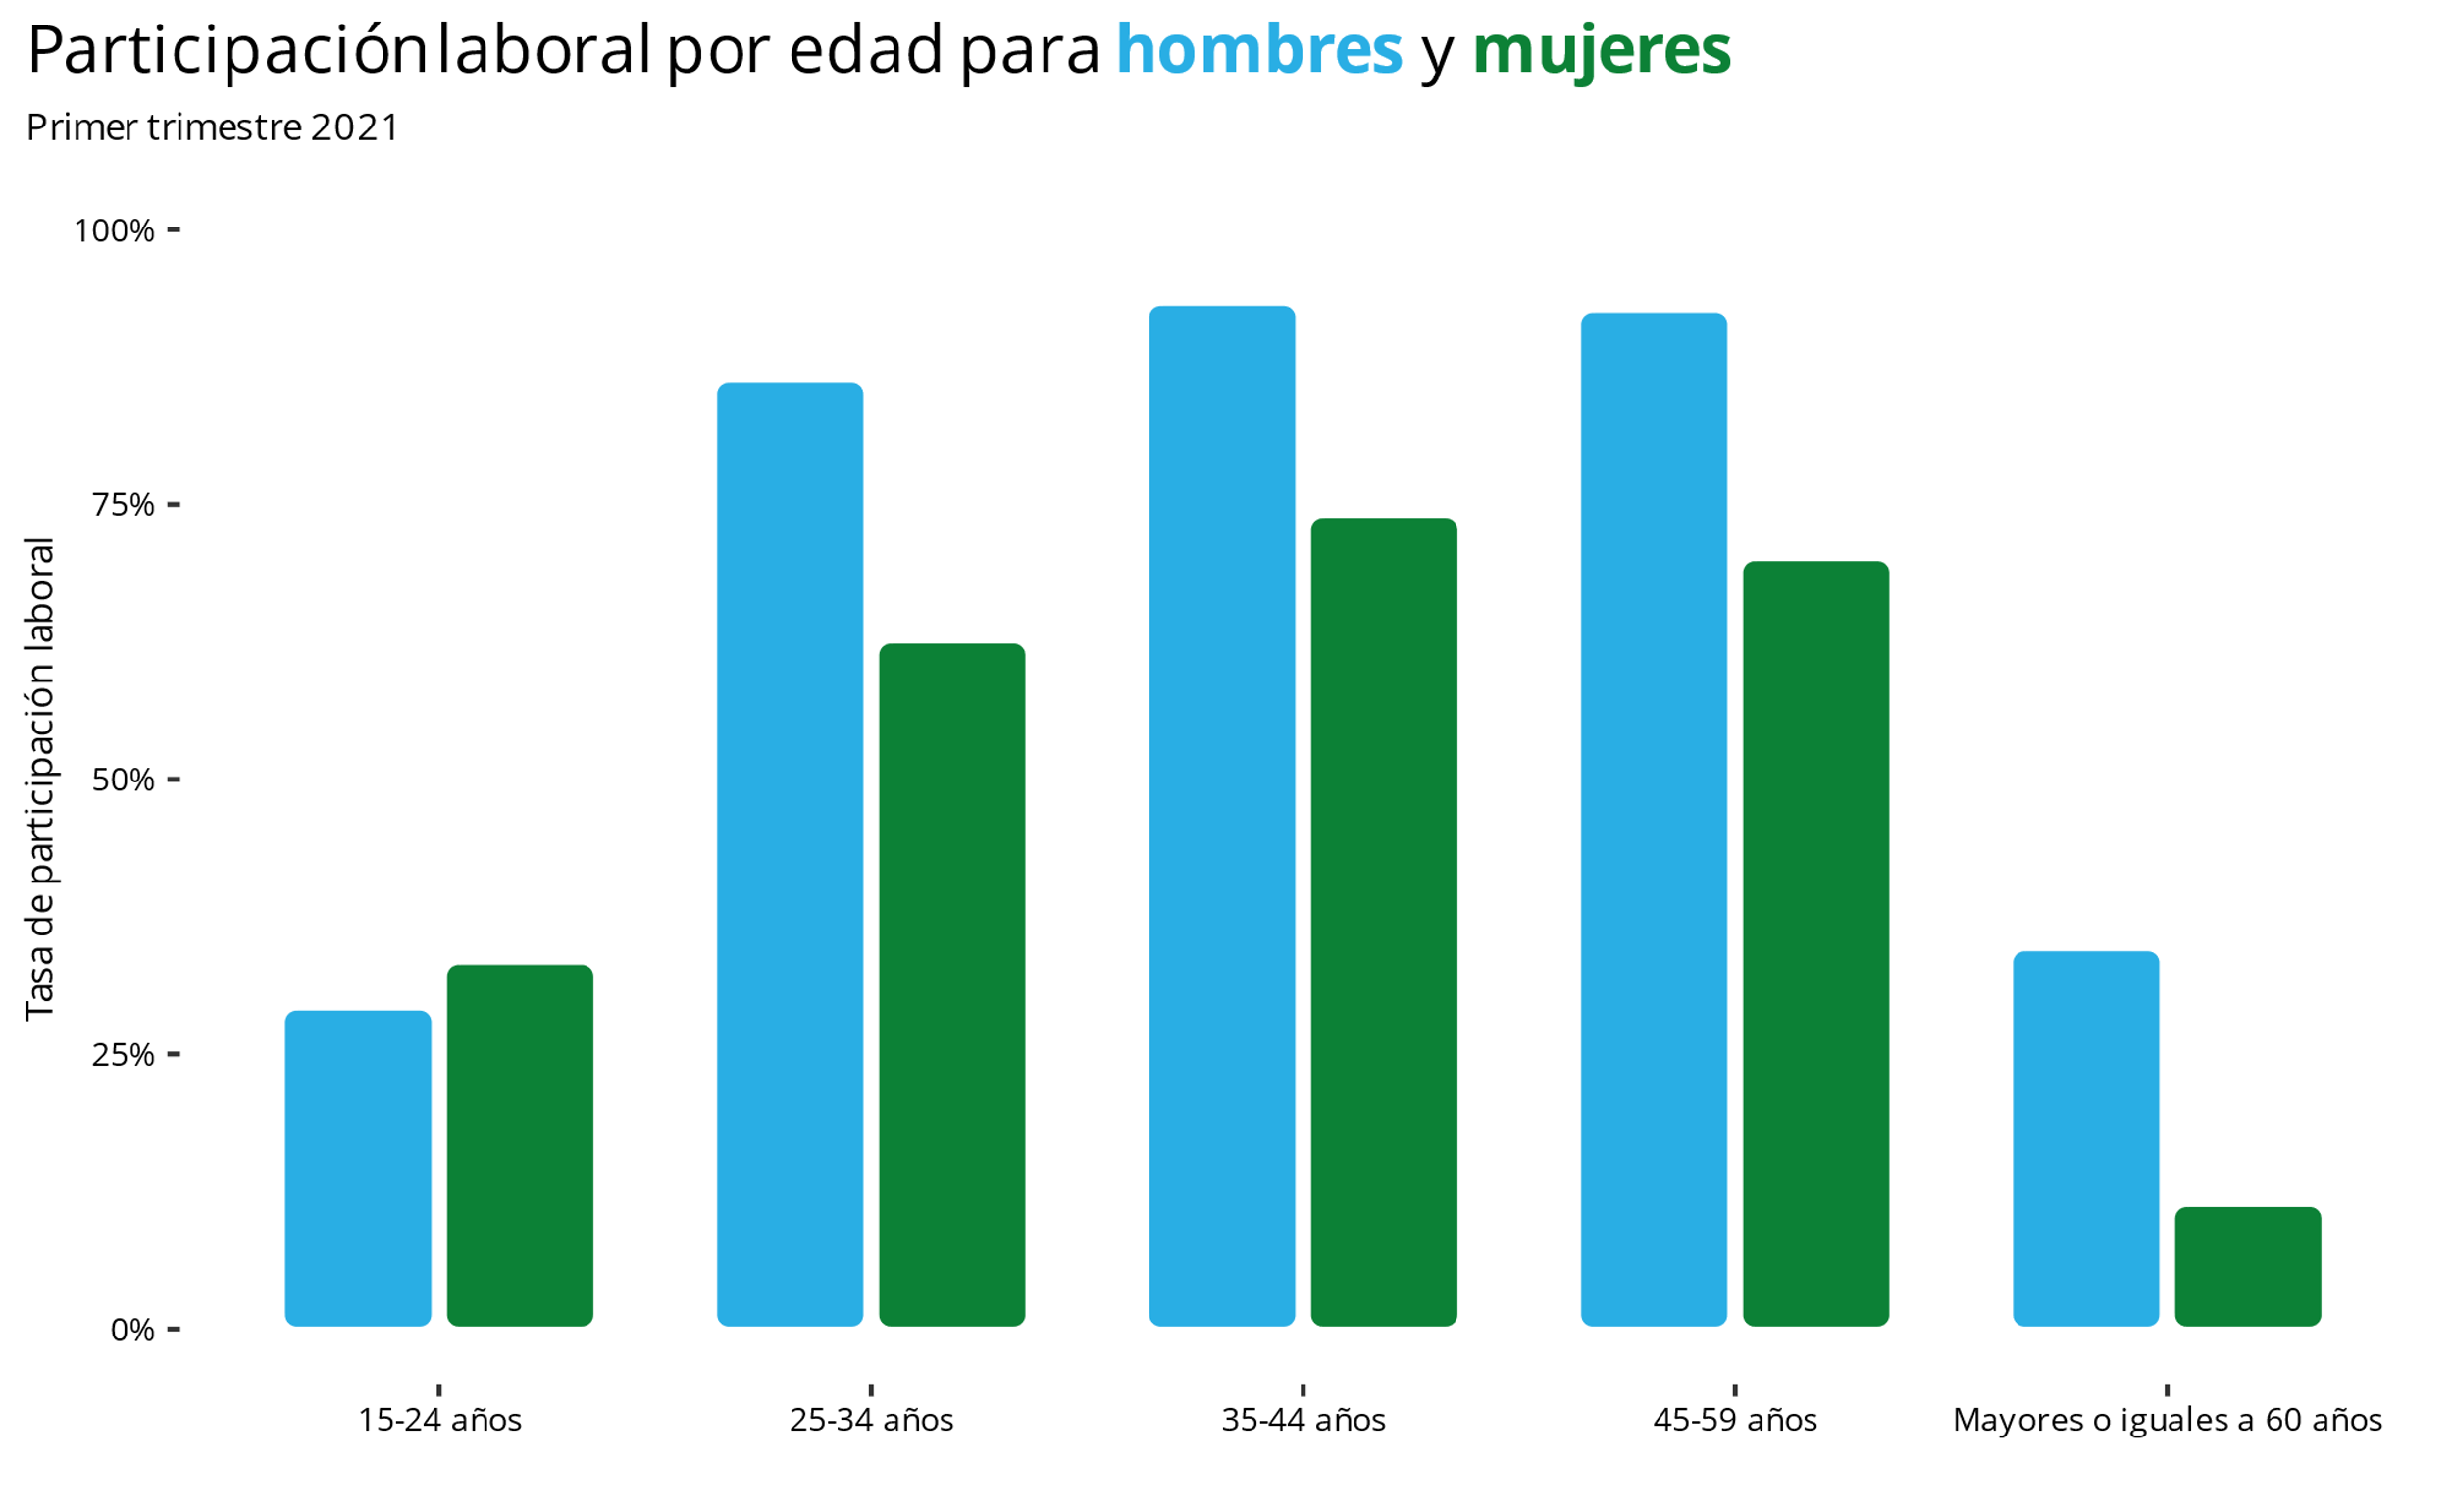 Participación laboral por edad para hombres y mujeres
Primer trimestre 2021
100%
75%
50%
25%
0%
Tasa de participación laboral
15-24 años
25-34 años
35-44 años
45-59 años
Mayores o iguales a 60 años